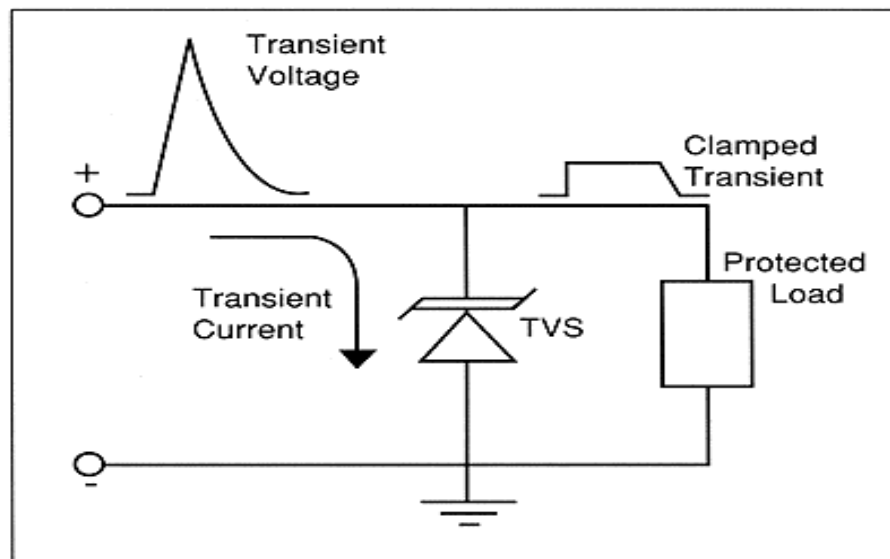 Transient
Voltage
Clamped
Transient
+
Protected
Load
Transient
Current
TVS
-